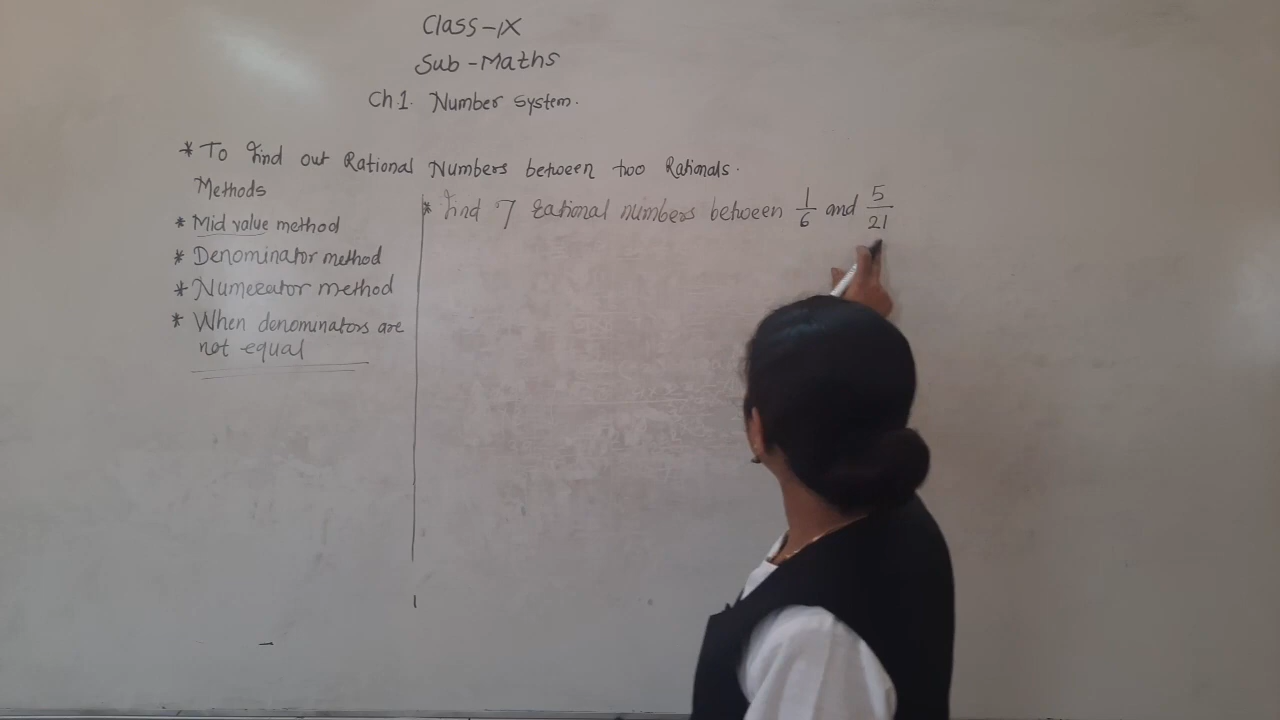 Class-IX
Sub-Maths
Ch.1. Number System.
* To find out Rational Numbers between two Rationals.
Methods
* Mid value method
* Denominator method
* Numerator method
* When denominators are
not equal
* Find 7 rational numbers between 1/6 and 5/21